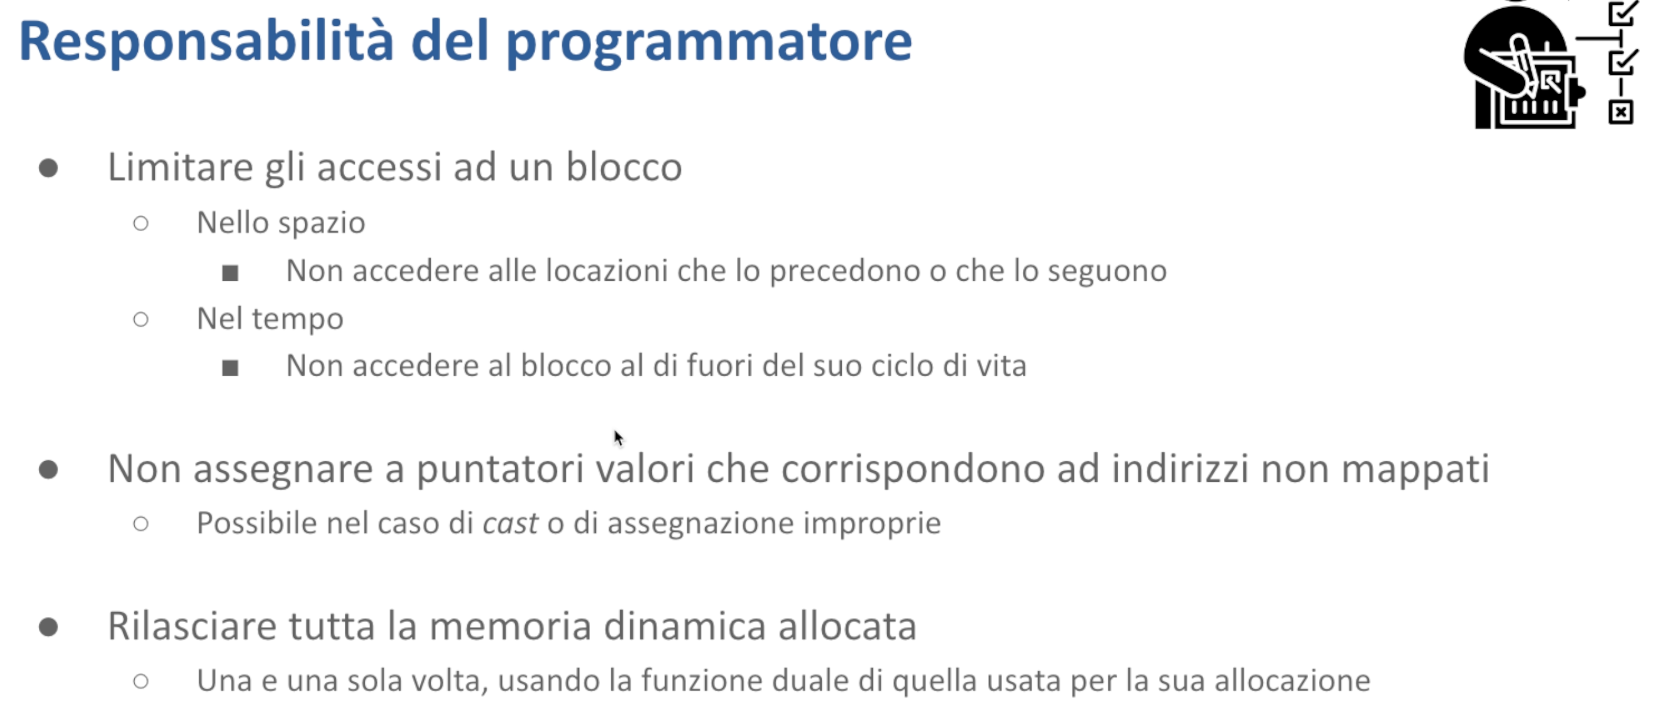 Responsabilità del programmatore
● Limitare gli accessi ad un blocco
○ Nello spazio
■ Non accedere alle locazioni che lo precedono o che lo seguono
○ Nel tempo
■ Non accedere al blocco al di fuori del suo ciclo di vita
● Non assegnare a puntatori valori che corrispondono ad indirizzi non mappati
○ Possibile nel caso di cast o di assegnazione improprie
● Rilasciare tutta la memoria dinamica allocata
○ Una e una sola volta, usando la funzione duale di quella usata per la sua allocazione